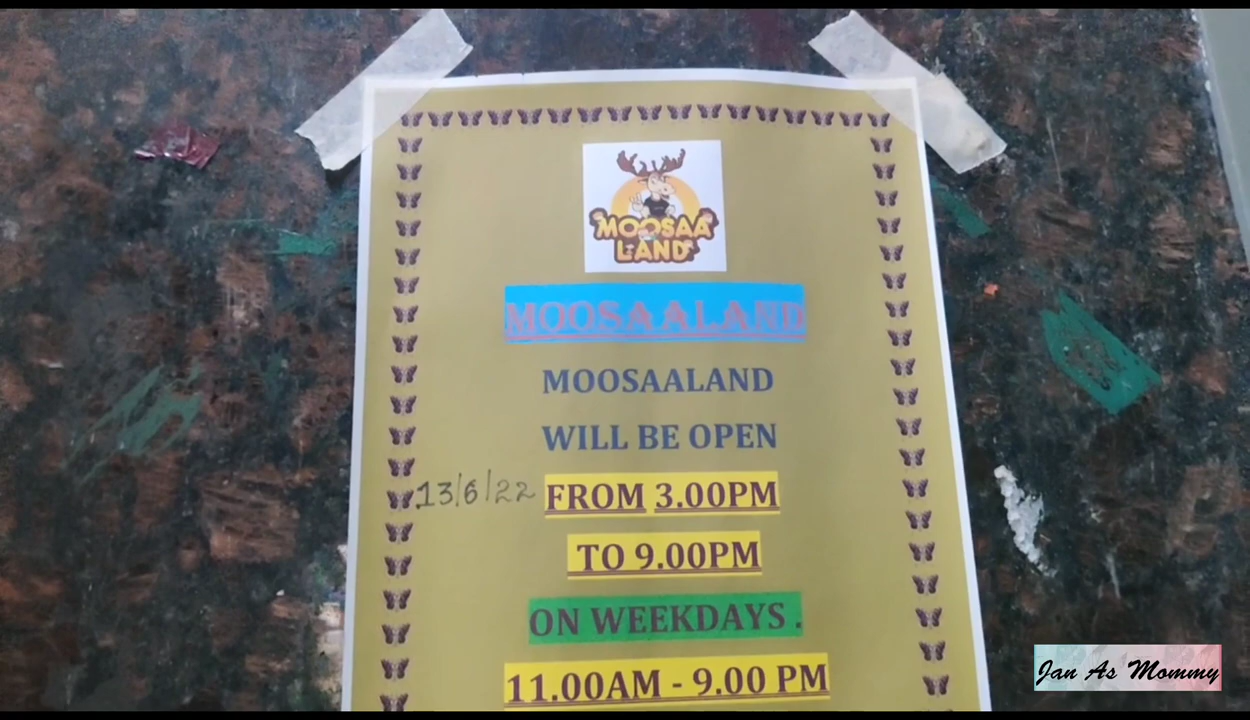 MOOSAA
LAND
MOOSAALAND
MOOSAALAND
WILL BE OPEN
13/6/22 FROM 3.00PM
TO 9.00PM
ON WEEKDAYS .
11.00AM - 9.00 PM
Jan As Mommy